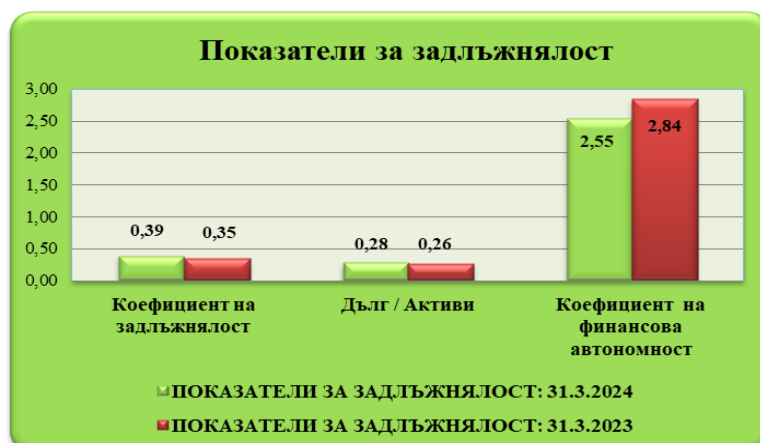 Показатели за задлъжнялост
3,00
2,50
2,00
1,50
1,00
0,50
0,00
0,39
0,35
0,28
0,26
2,55
2,84
Коефициент на
задлъжнялост
Дълг / Активи
Коефициент на
финансова
автономност
ПОКАЗАТЕЛИ ЗА ЗАДЛЪЖНЯЛОСТ: 31.3.2024
ПОКАЗАТЕЛИ ЗА ЗАДЛЪЖНЯЛОСТ: 31.3.2023